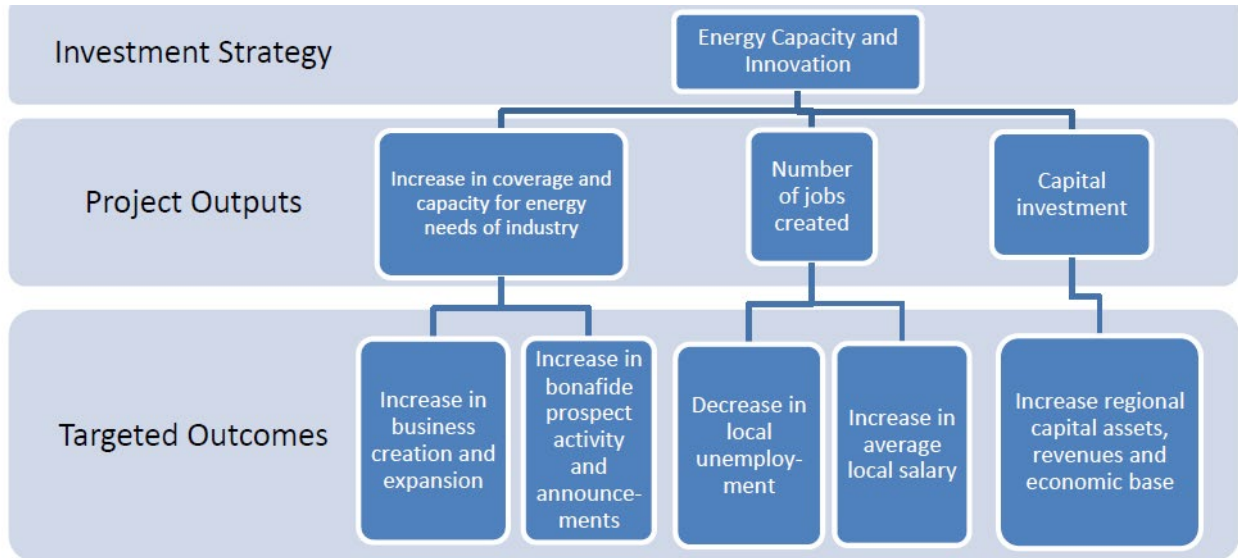 Investment Strategy
Energy Capacity and
Innovation
Project Outputs
Increase in coverage and
capacity for energy
needs of industry
Number
of jobs
created
Capital
investment
Targeted Outcomes
Increase in
business
creation and
expansion
Increase in
bonafide
prospect
activity
and
announce-
ments
Decrease in
local
unemploy-
ment
Increase in
average
local salary
Increase regional
capital assets,
revenues and
economic base